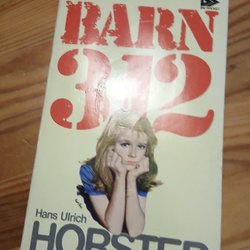 BARN
312
Hans Ulrich
HORSTER